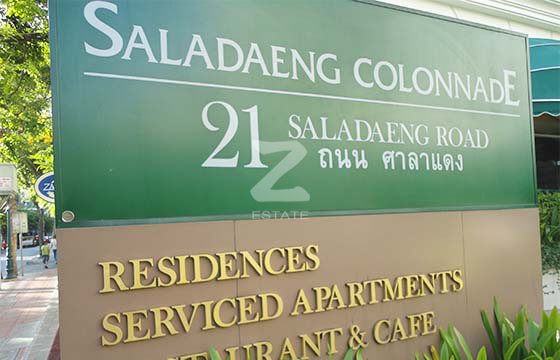 SALADAENG COLONNADE
21 SALADAENG ROAD
ถนน ศาลาแดง
Z
ESTATE
RESIDENCES
SERVICED APARTMENTS
RESTAURANT & CAFE